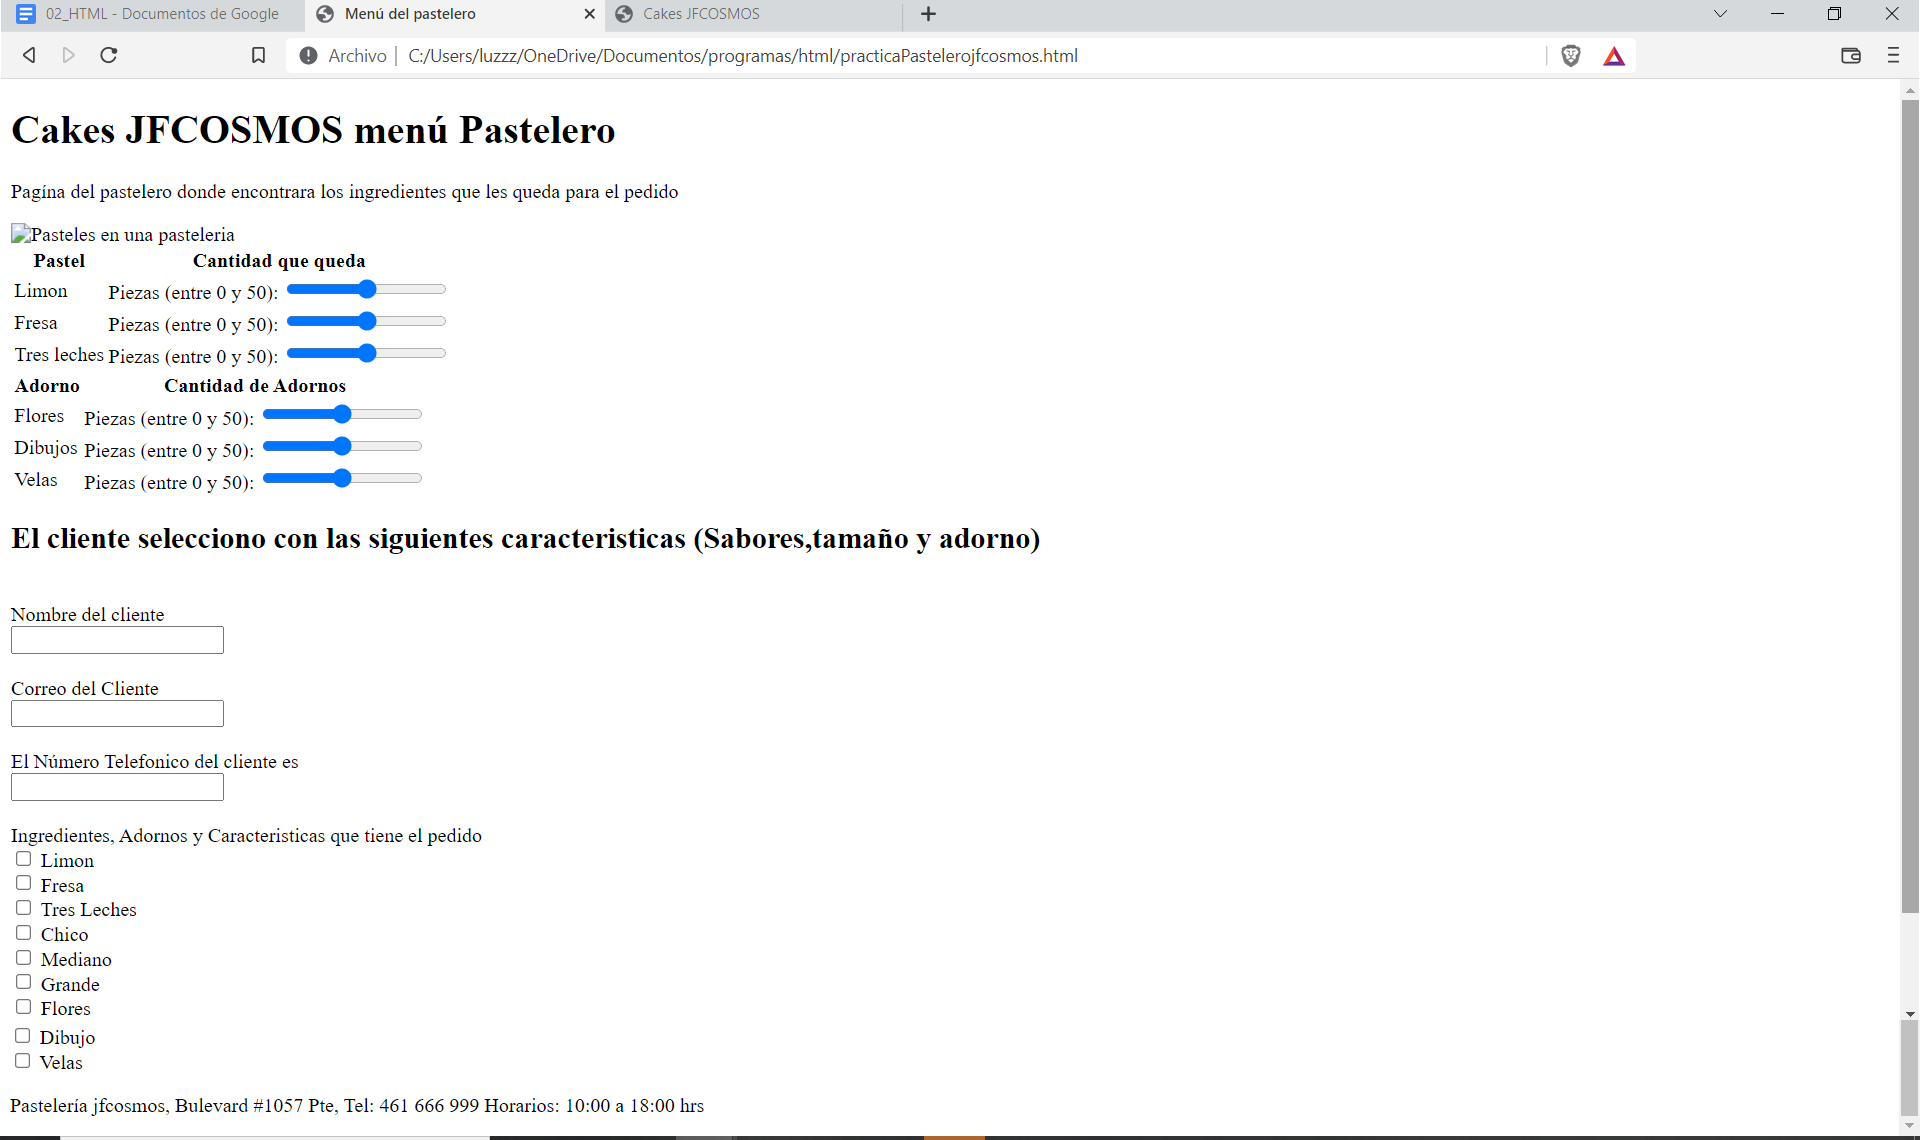 02_HTML - Documentos de Google
Menú del pastelero
Cakes JFCOSMOS
Archivo
C:/Users/luzzz/OneDrive/Documentos/programas/html/practicaPastelerojfcosmos.html
Cakes JFCOSMOS menú Pastelero
Pagína del pastelero donde encontrara los ingredientes que les queda para el pedido
Pasteles en una pasteleria
Pastel Cantidad que queda
Limon Piezas (entre 0 y 50):
Fresa Piezas (entre 0 y 50):
Tres leches Piezas (entre 0 y 50):
Adorno Cantidad de Adornos
Flores Piezas (entre 0 y 50):
Dibujos Piezas (entre 0 y 50):
Velas Piezas (entre 0 y 50):
El cliente selecciono con las siguientes caracteristicas (Sabores,tamaño y adorno)
Nombre del cliente
Correo del Cliente
El Número Telefonico del cliente es
Ingredientes, Adornos y Caracteristicas que tiene el pedido
Limon
Fresa
Tres Leches
Chico
Mediano
Grande
Flores
Dibujo
Velas
Pastelería jfcosmos, Bulevard #1057 Pte, Tel: 461 666 999 Horarios: 10:00 a 18:00 hrs